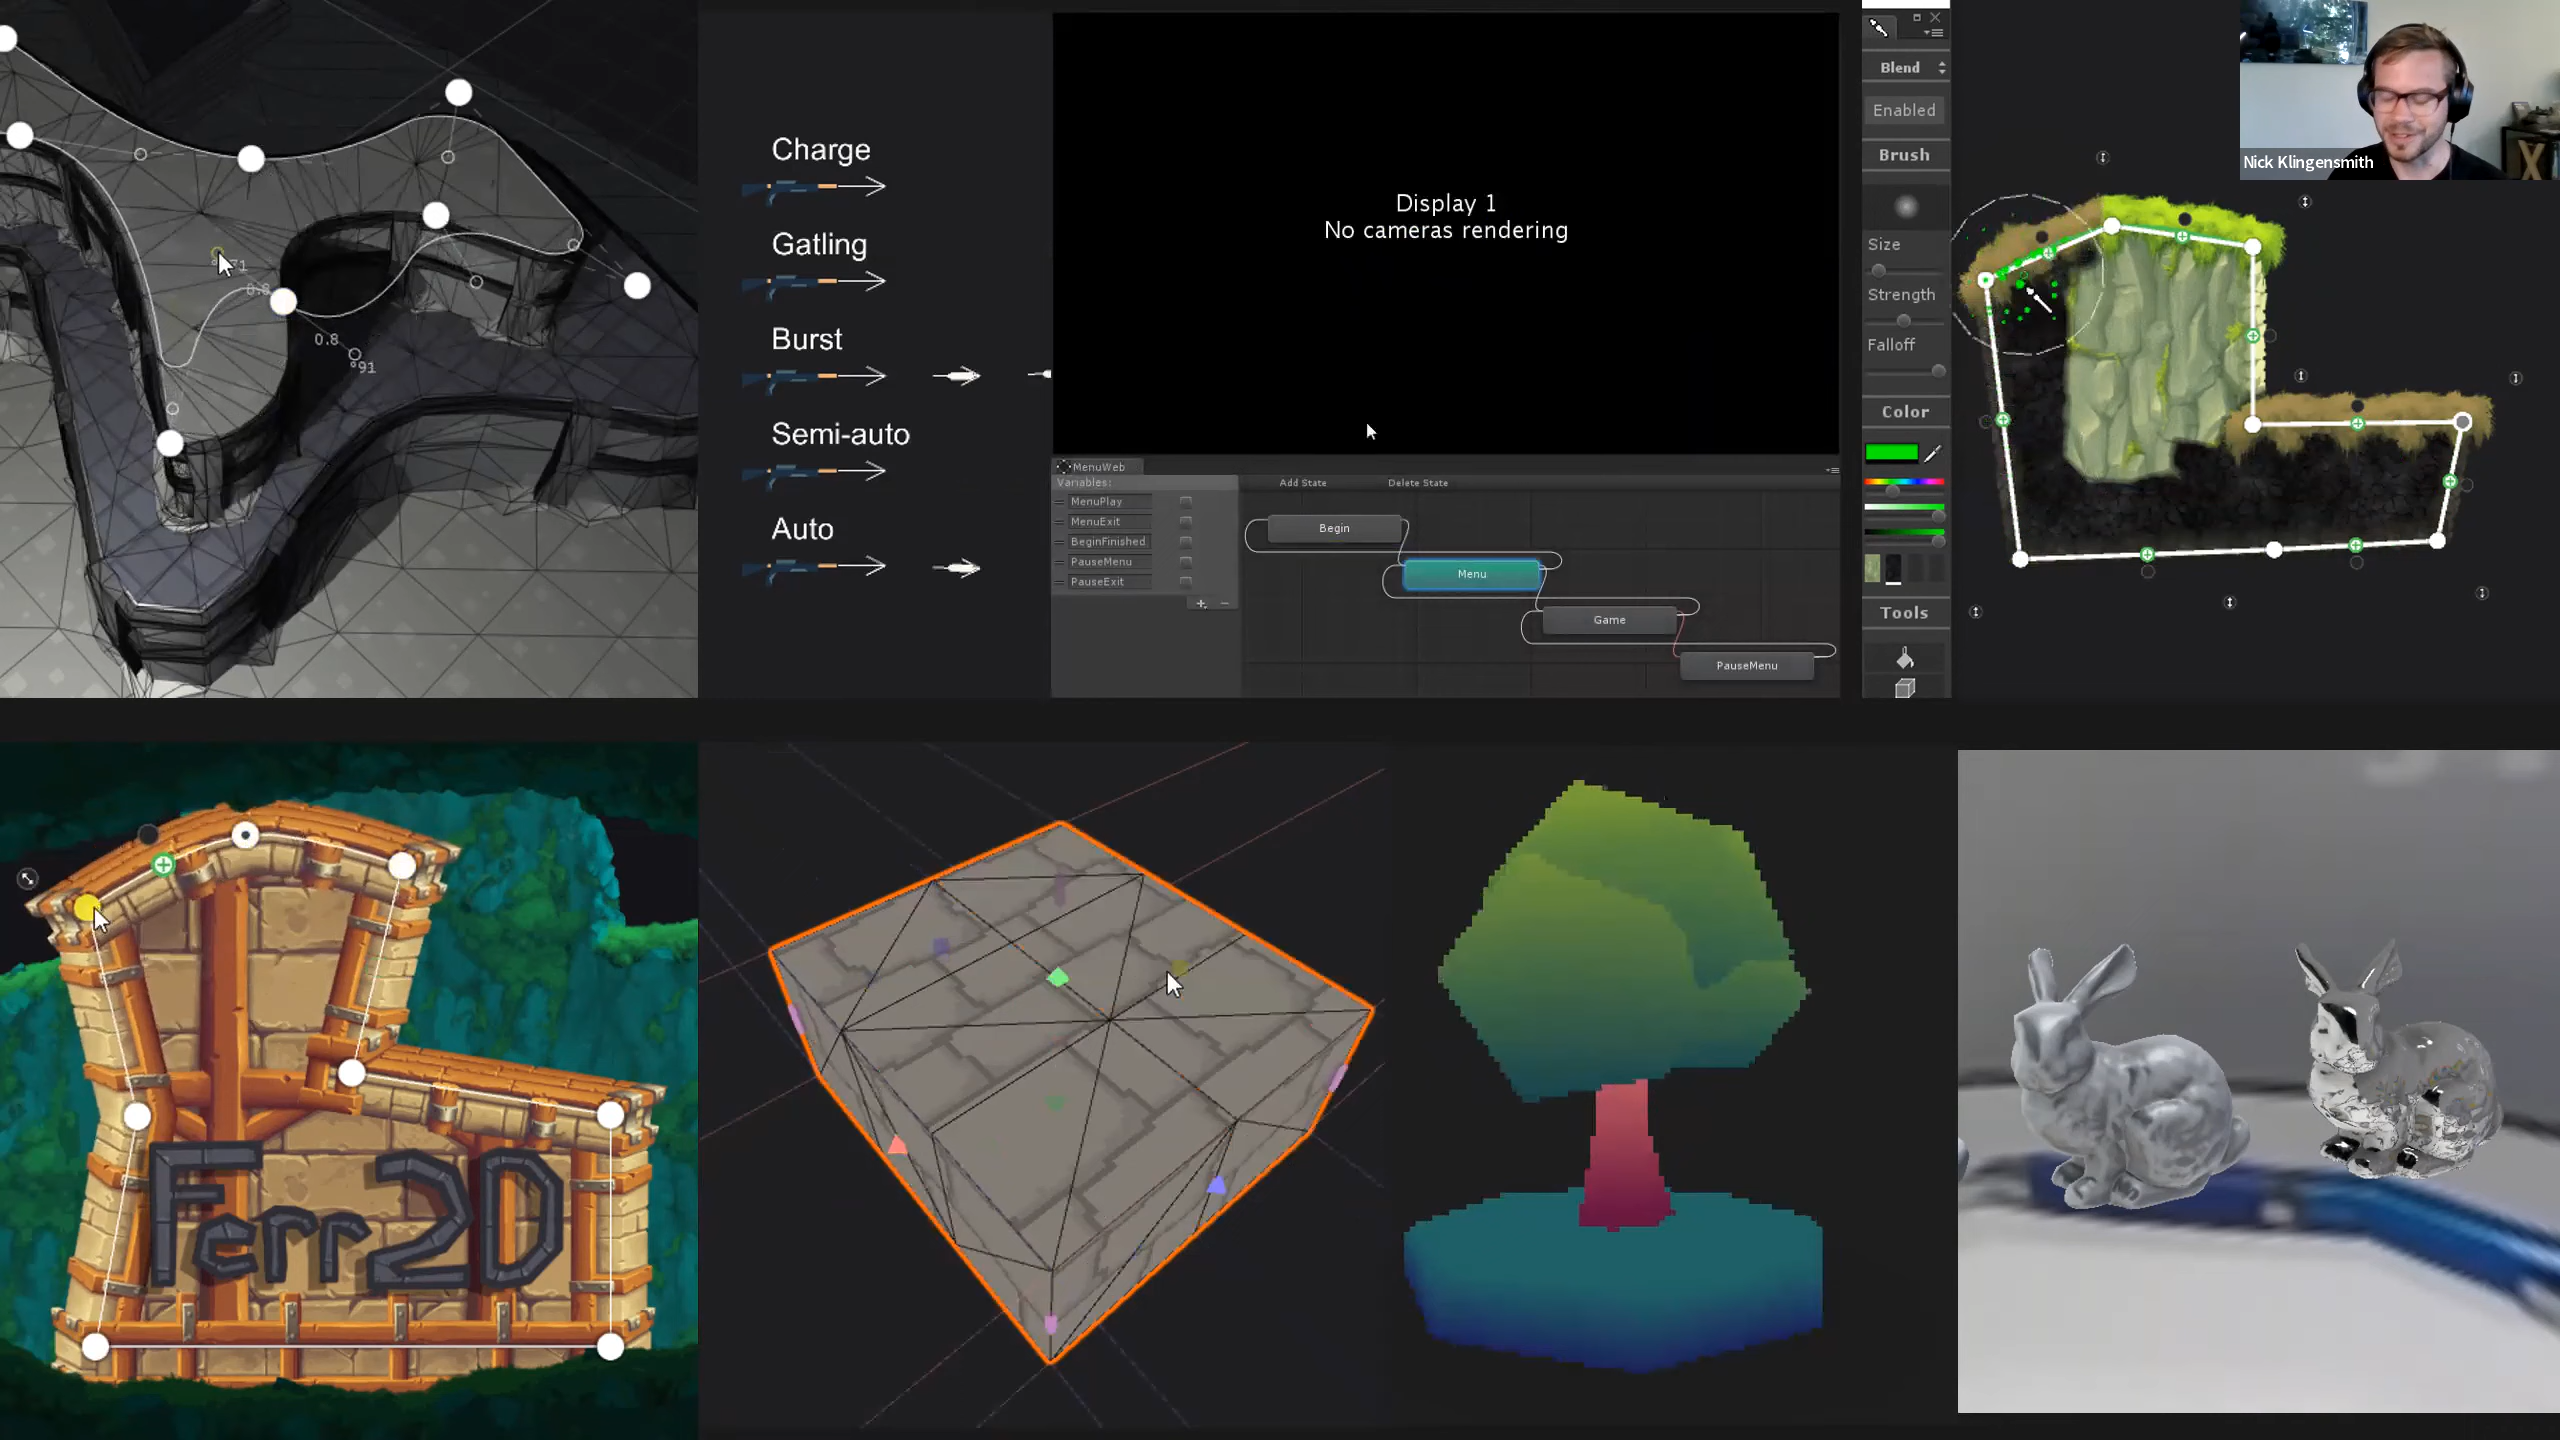 71
0.8
0.8
°91
Charge
Gatling
Burst
Semi-auto
Auto
Display 1
No cameras rendering
MenuWeb
Variables:
Add State
Delete State
MenuPlay
MenuExit
BeginFinished
PauseMenu
PauseExit
+ −
Begin
Menu
Game
PauseMenu
Blend
Enabled
Brush
Size
Strength
Falloff
Color
Tools
Nick Klingensmith
Ferr2D